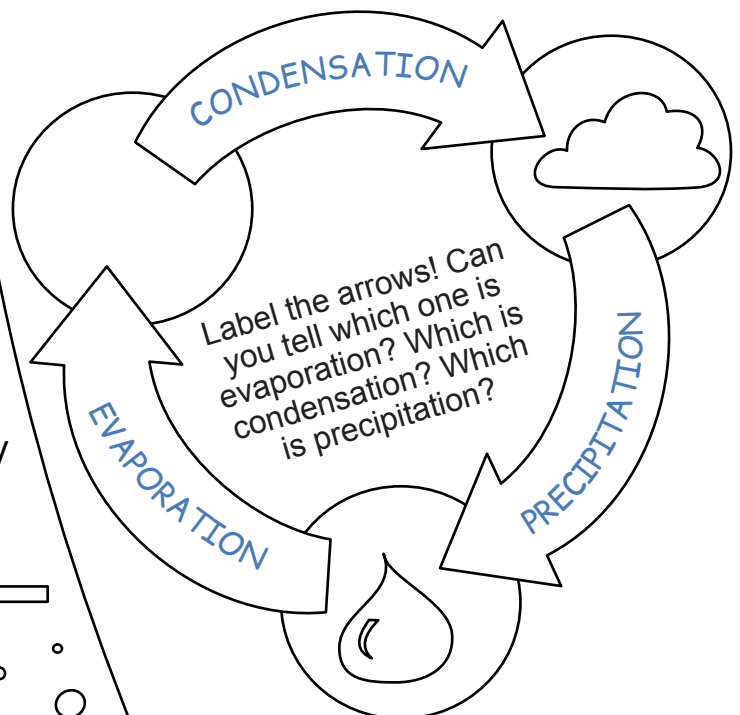 CONDENSATION
Label the arrows! Can
you tell which one is
evaporation? Which is
condensation? Which
is precipitation?
PRECIPITATION
EVAPORATION